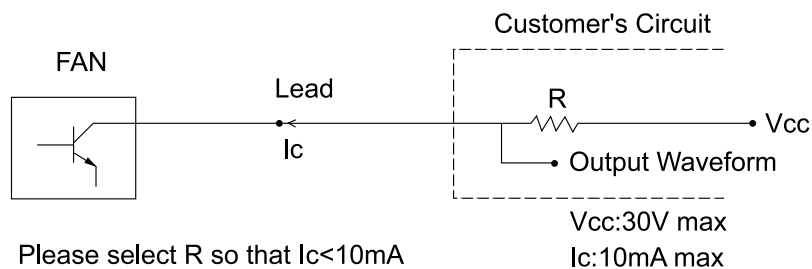 Customer's Circuit
FAN
Lead
R
Vcc
Ic
Output Waveform
Vcc:30V max
Please select R so that Ic<10mA
Ic:10mA max